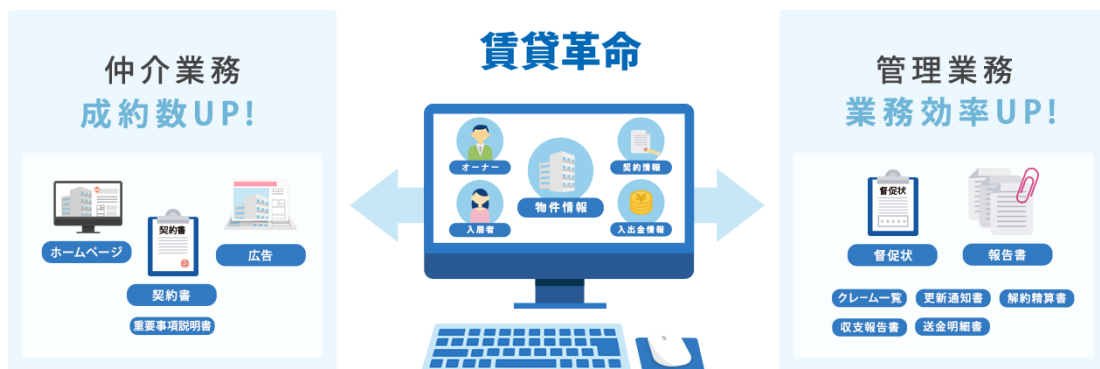 仲介業務
成約数UP!
ホームページ
契約書
広告
契約書
重要事項説明書
賃貸革命
オーナー
契約情報
物件情報
入居者
入出金情報
管理業務
業務効率UP!
督促状
督促状
報告書
クレーム一覧
更新通知書
解約精算書
収支報告書
送金明細書